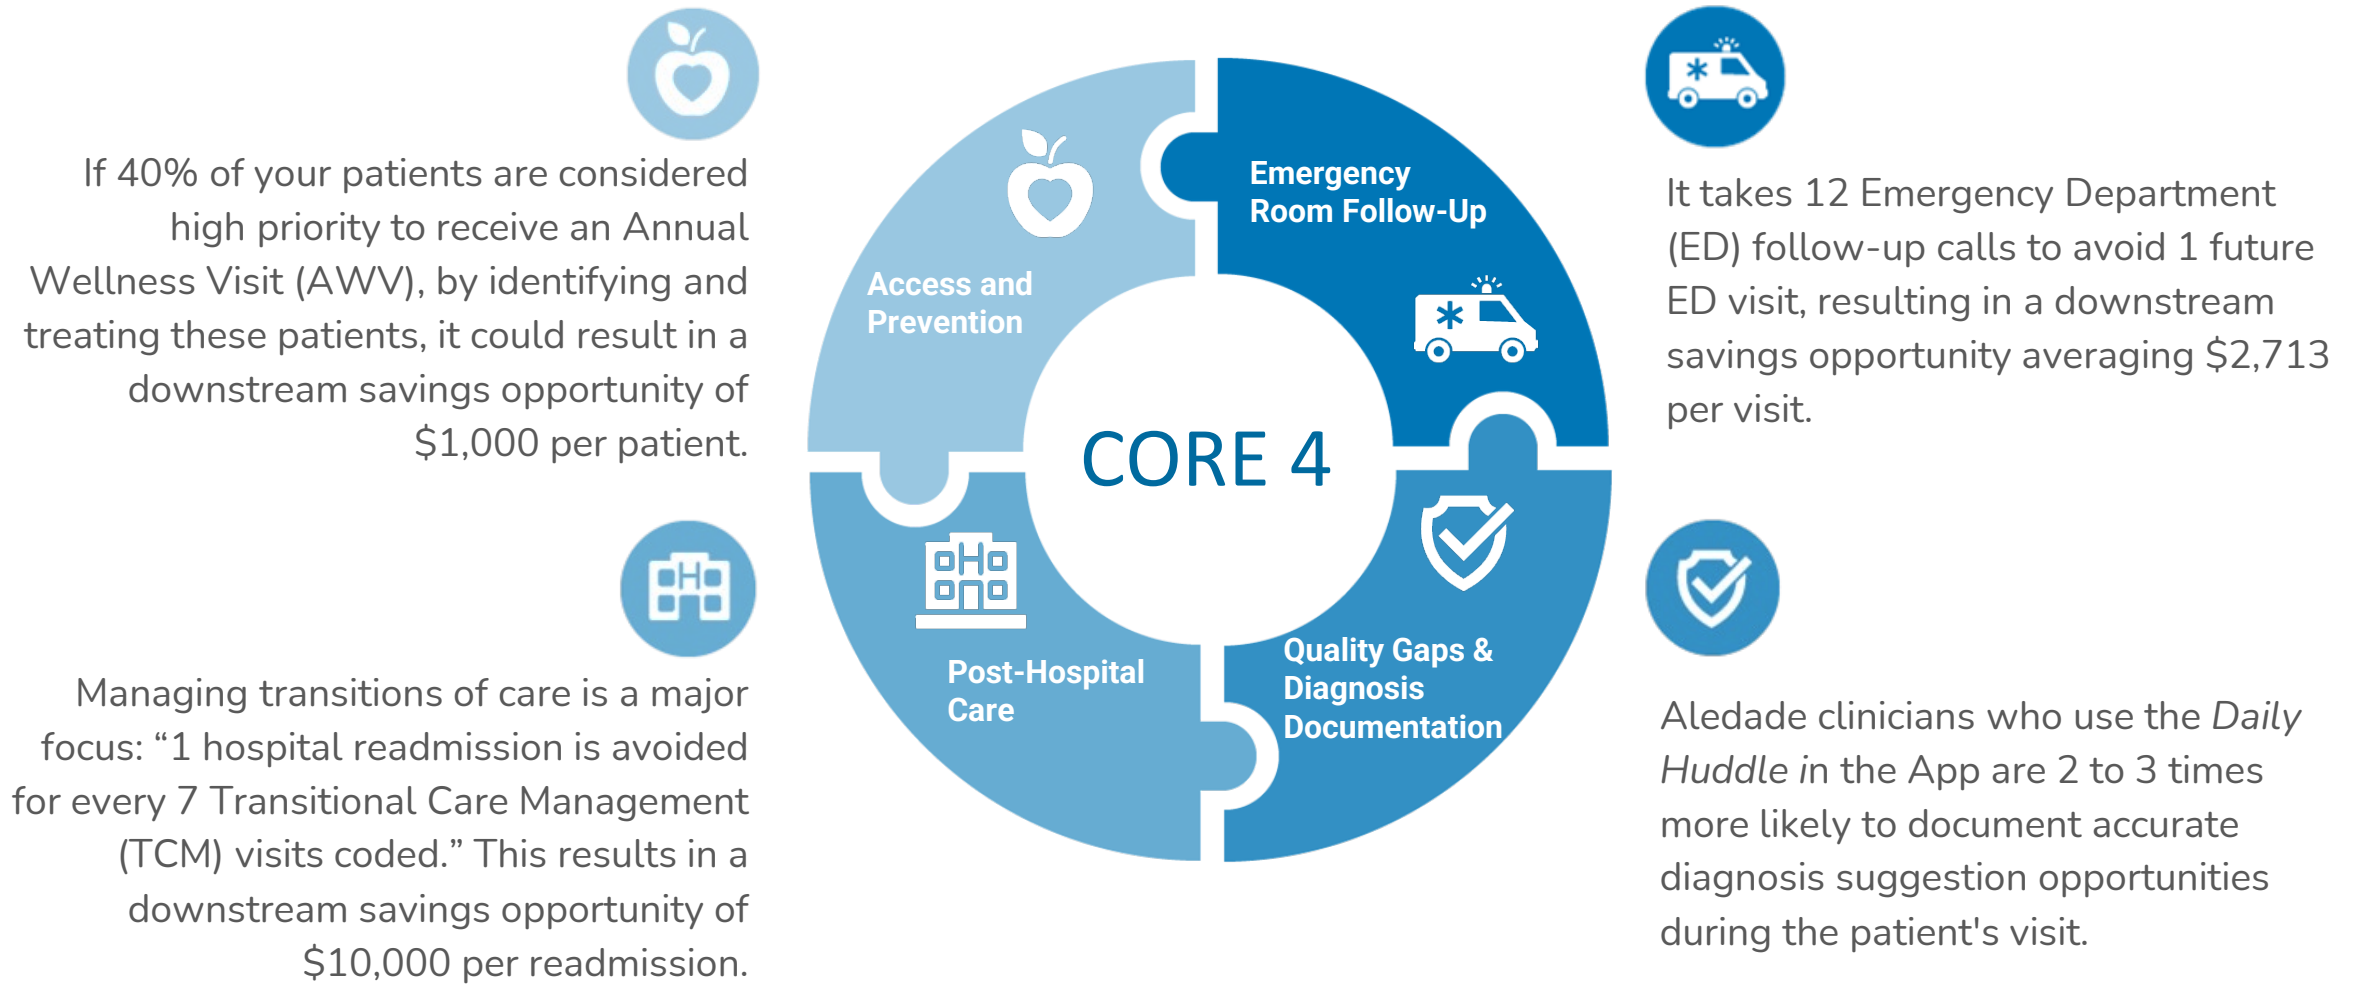 If 40% of your patients are considered
high priority to receive an Annual
Wellness Visit (AWV), by identifying and
treating these patients, it could result in a
downstream savings opportunity of
$1,000 per patient.
Access and
Prevention
Emergency
Room Follow-Up
It takes 12 Emergency Department
(ED) follow-up calls to avoid 1 future
ED visit, resulting in a downstream
savings opportunity averaging $2,713
per visit.
CORE 4
H
H
Managing transitions of care is a major
focus: “1 hospital readmission is avoided
for every 7 Transitional Care Management
(TCM) visits coded.” This results in a
downstream savings opportunity of
$10,000 per readmission.
Post-Hospital
Care
Quality Gaps &
Diagnosis
Documentation
Aledade clinicians who use the Daily
Huddle in the App are 2 to 3 times
more likely to document accurate
diagnosis suggestion opportunities
during the patient's visit.